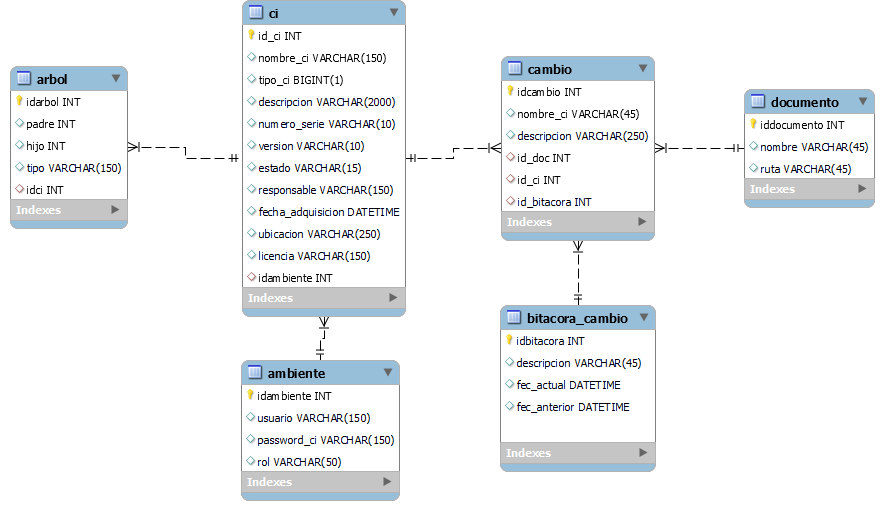 arbol
idarbol INT
padre INT
hijo INT
tipo VARCHAR(150)
idci INT
Indexes
ci
id_ci INT
nombre_ci VARCHAR(150)
tipo_ci BIGINT(1)
descripcion VARCHAR(2000)
numero_serie VARCHAR(10)
version VARCHAR(10)
estado VARCHAR(15)
responsable VARCHAR(150)
fecha_adquisicion DATETIME
ubicacion VARCHAR(250)
licencia VARCHAR(150)
idambiente INT
Indexes
ambiente
idambiente INT
usuario VARCHAR(150)
password_ci VARCHAR(150)
rol VARCHAR(50)
Indexes
cambio
idcambio INT
nombre_ci VARCHAR(45)
descripcion VARCHAR(250)
id_doc INT
id_ci INT
id_bitacora INT
Indexes
bitacora_cambio
idbitacora INT
descripcion VARCHAR(45)
fec_actual DATETIME
fec_anterior DATETIME
Indexes
documento
iddocumento INT
nombre VARCHAR(45)
ruta VARCHAR(45)
Indexes